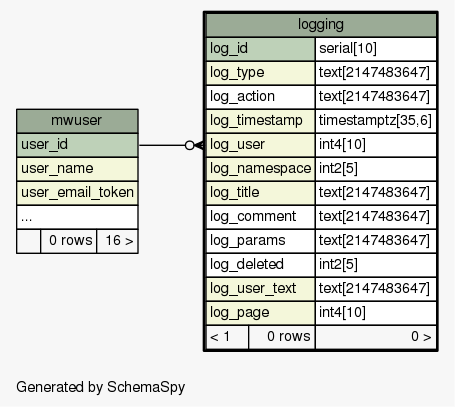 logging
log_id serial[10]
log_type text[2147483647]
log_action text[2147483647]
log_timestamp timestamptz[35,6]
log_user int4[10]
log_namespace int2[5]
log_title text[2147483647]
log_comment text[2147483647]
log_params text[2147483647]
log_deleted int2[5]
log_user_text text[2147483647]
log_page int4[10]
< 1 0 rows 0 >
mwuser
user_id
user_name
user_email_token
...
0 rows 16 >
Generated by SchemaSpy